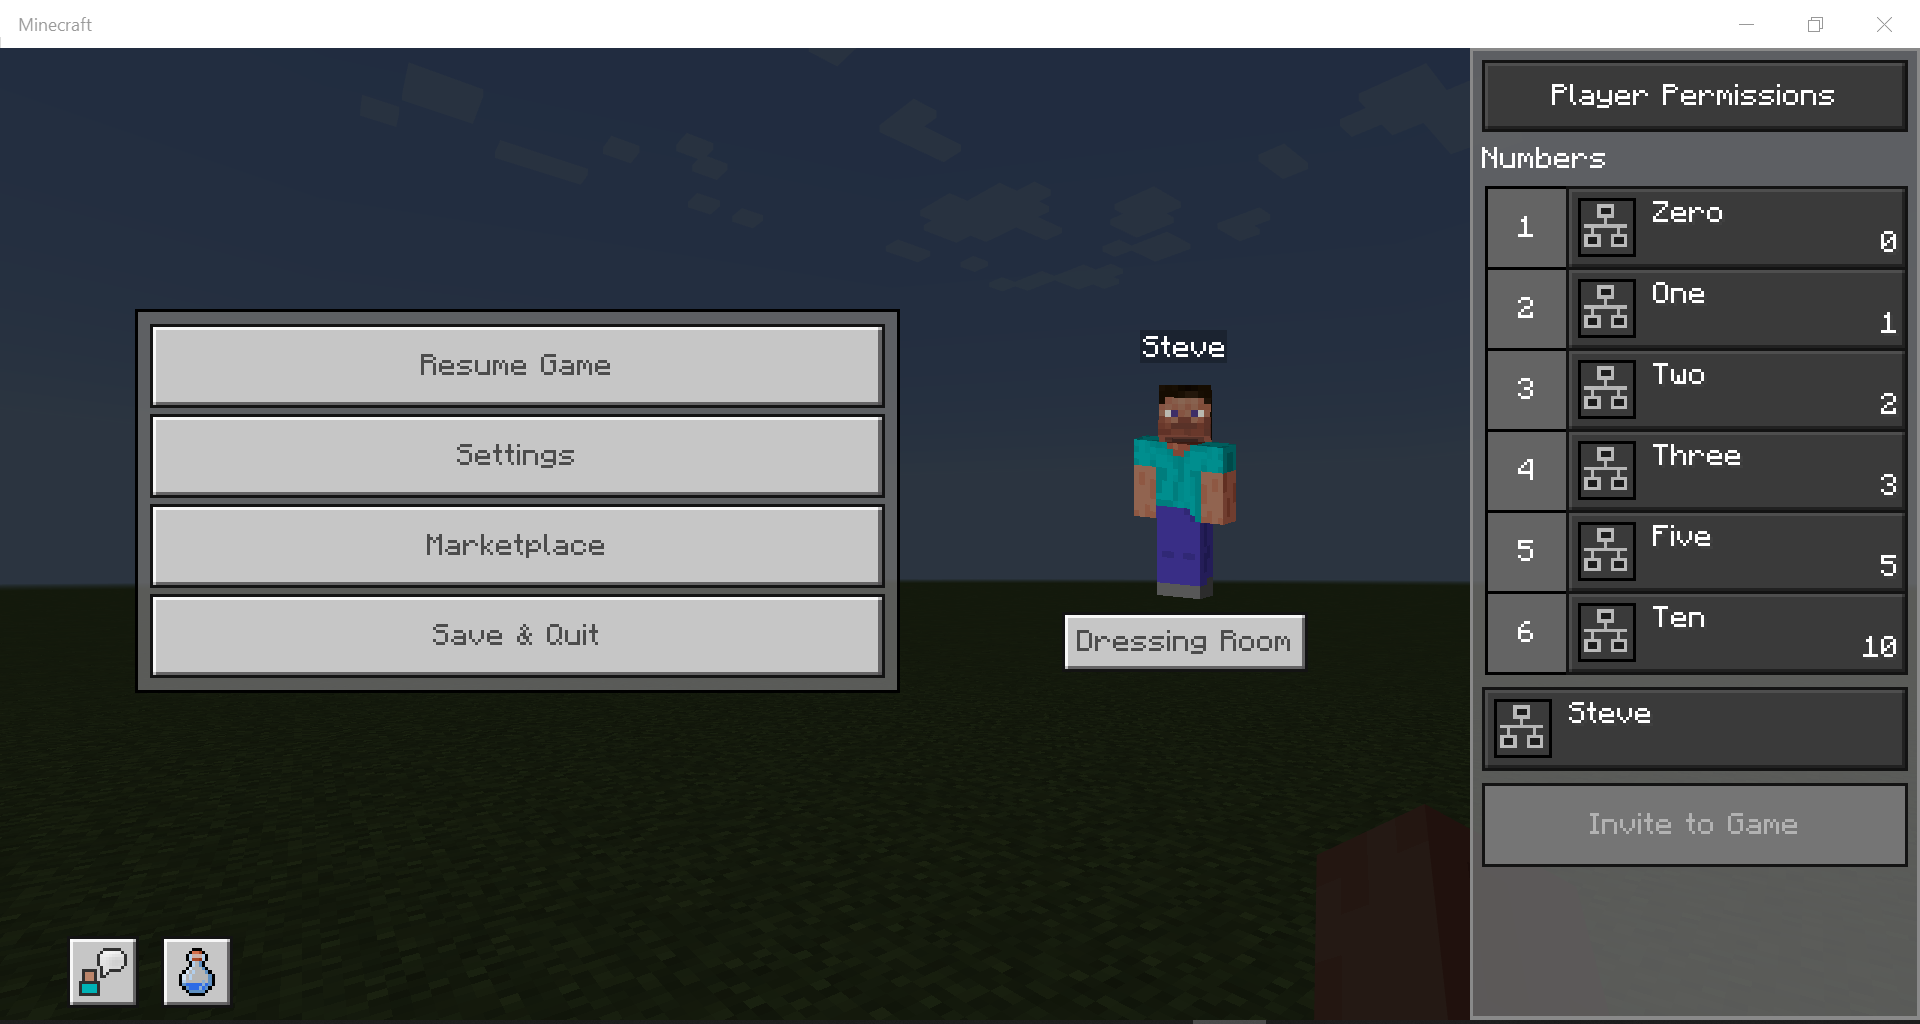 Minecraft
Player Permissions
Numbers
1 Zero 0
2 One 1
3 Two 2
4 Three 3
5 Five 5
6 Ten 10
Steve
Invite to Game
Resume Game
Settings
Marketplace
Save & Quit
Steve
Dressing Room